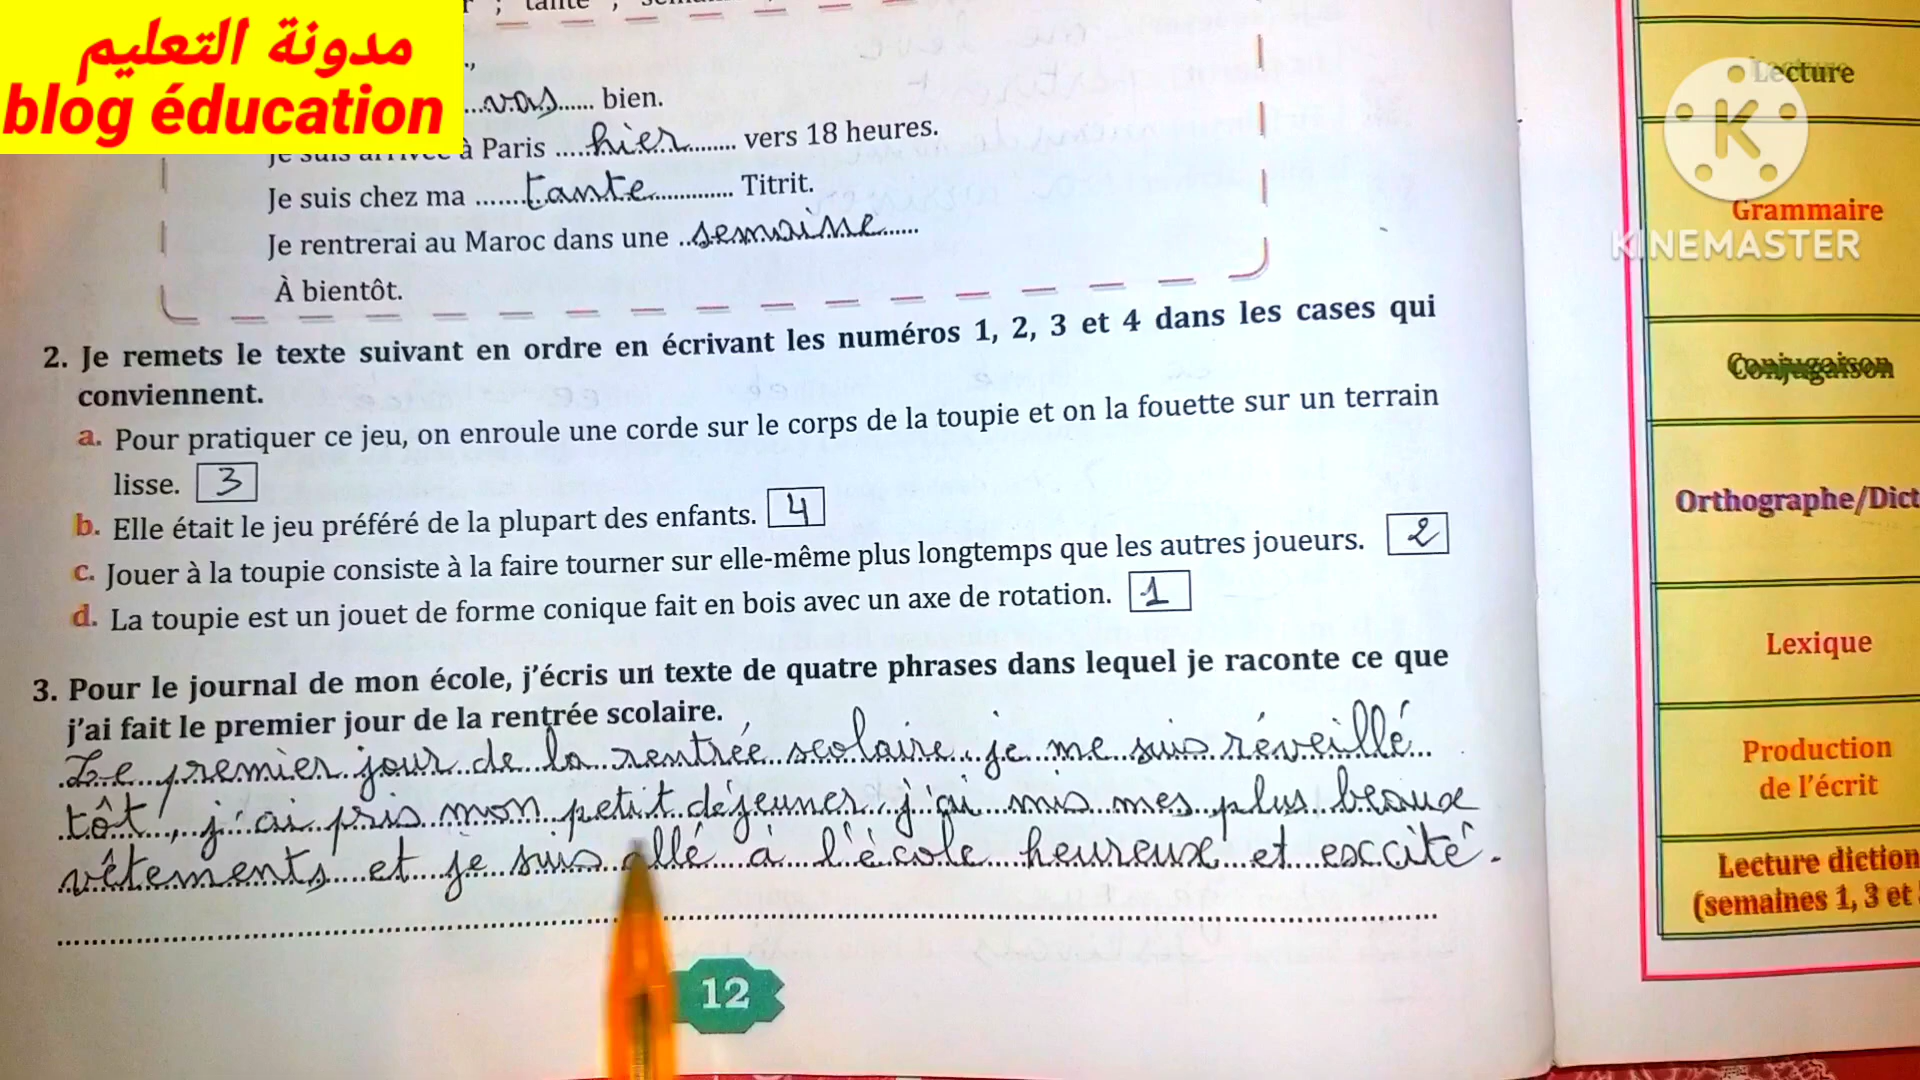 ; tante ;
مدونة التعليم
blog éducation
...vas...... bien.
Je suis arrivée à Paris .....hier........ vers 18 heures.
Je suis chez ma .......tante............. Titrit.
Je rentrerai au Maroc dans une ..semaine......
À bientôt.
2. Je remets le texte suivant en ordre en écrivant les numéros 1, 2, 3 et 4 dans les cases qui
conviennent.
a. Pour pratiquer ce jeu, on enroule une corde sur le corps de la toupie et on la fouette sur un terrain
lisse. 3
b. Elle était le jeu préféré de la plupart des enfants. 4
c. Jouer à la toupie consiste à la faire tourner sur elle-même plus longtemps que les autres joueurs. 2
d. La toupie est un jouet de forme conique fait en bois avec un axe de rotation. 1
3. Pour le journal de mon école, j'écris un texte de quatre phrases dans lequel je raconte ce que
j'ai fait le premier jour de la rentrée scolaire.
Le premier jour de la rentrée scolaire, je me suis réveillé
tôt, j'ai pris mon petit déjeuner, j'ai mis mes plus beaux
vêtements et je suis allé à l'école heureux et excité.
12
Lecture
Grammaire
KINEMASTER
Conjugaison
Orthographe/Dict
Lexique
Production
de l'écrit
Lecture diction
(semaines 1, 3 et